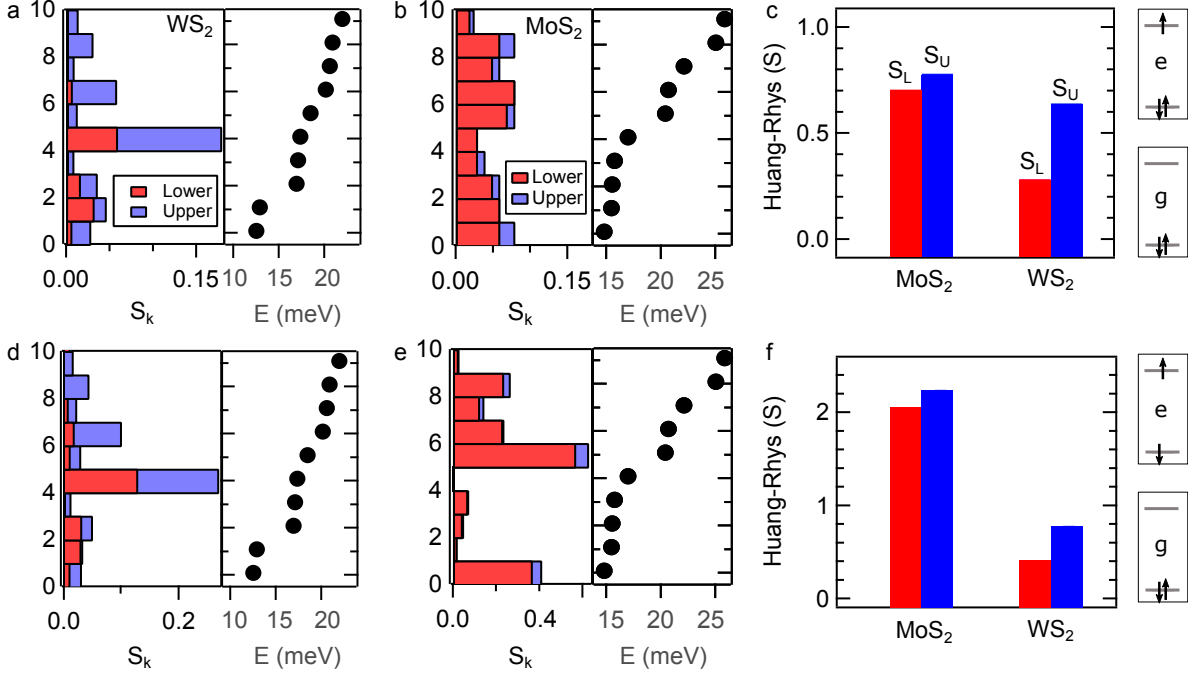 a
WS2
10
8
6
4
2
0
Lower
Upper
0.00 0.15
10 15 20
Sk
E (meV)
b
MoS2
10
8
6
4
2
0
Lower
Upper
0.00 0.15
15 20 25
Sk
E (meV)
c
Huang-Rhys (S)
1.0
0.5
0.0
SL
SU
SL
SU
MoS2 WS2
e
g
d
10
8
6
4
2
0
0.0 0.2
10 15 20
Sk
E (meV)
e
10
8
6
4
2
0
0.0 0.4
15 20 25
Sk
E (meV)
f
Huang-Rhys (S)
2
1
0
MoS2 WS2
e
g